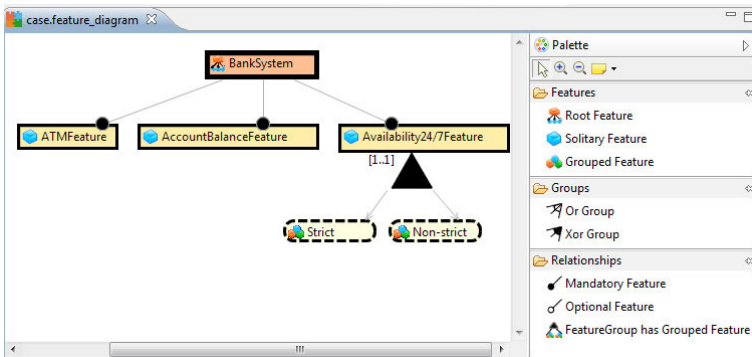 case.feature_diagram
BankSystem
ATMFeature
AccountBalanceFeature
Availability24/7Feature
[1..1]
Strict
Non-strict
Palette
Features
Root Feature
Solitary Feature
Grouped Feature
Groups
Or Group
Xor Group
Relationships
Mandatory Feature
Optional Feature
FeatureGroup has Grouped Feature